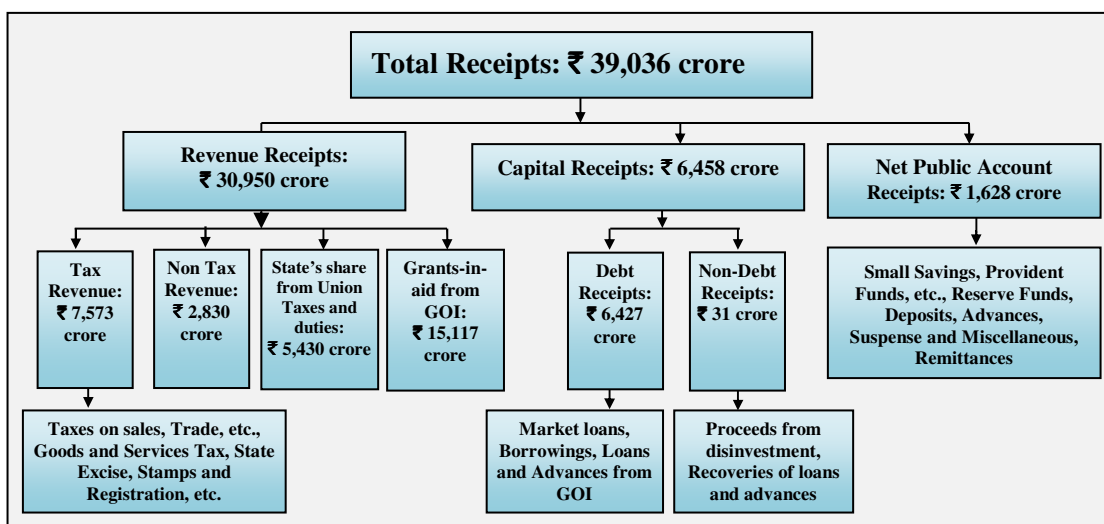 Total Receipts: ₹ 39,036 crore
Revenue Receipts:
₹ 30,950 crore
Capital Receipts: ₹ 6,458 crore
Net Public Account
Receipts: ₹ 1,628 crore
Tax
Revenue:
₹ 7,573
crore
Non Tax
Revenue:
₹ 2,830
crore
State's share
from Union
Taxes and
duties:
₹ 5,430 crore
Grants-in-
aid from
GOI:
₹ 15,117
crore
Debt
Receipts:
₹ 6,427
crore
Non-Debt
Receipts:
₹ 31 crore
Small Savings, Provident
Funds, etc., Reserve Funds,
Deposits, Advances,
Suspense and Miscellaneous,
Remittances
Taxes on sales, Trade, etc.,
Goods and Services Tax, State
Excise, Stamps and
Registration, etc.
Market loans,
Borrowings, Loans
and Advances from
GOI
Proceeds from
disinvestment,
Recoveries of loans
and advances